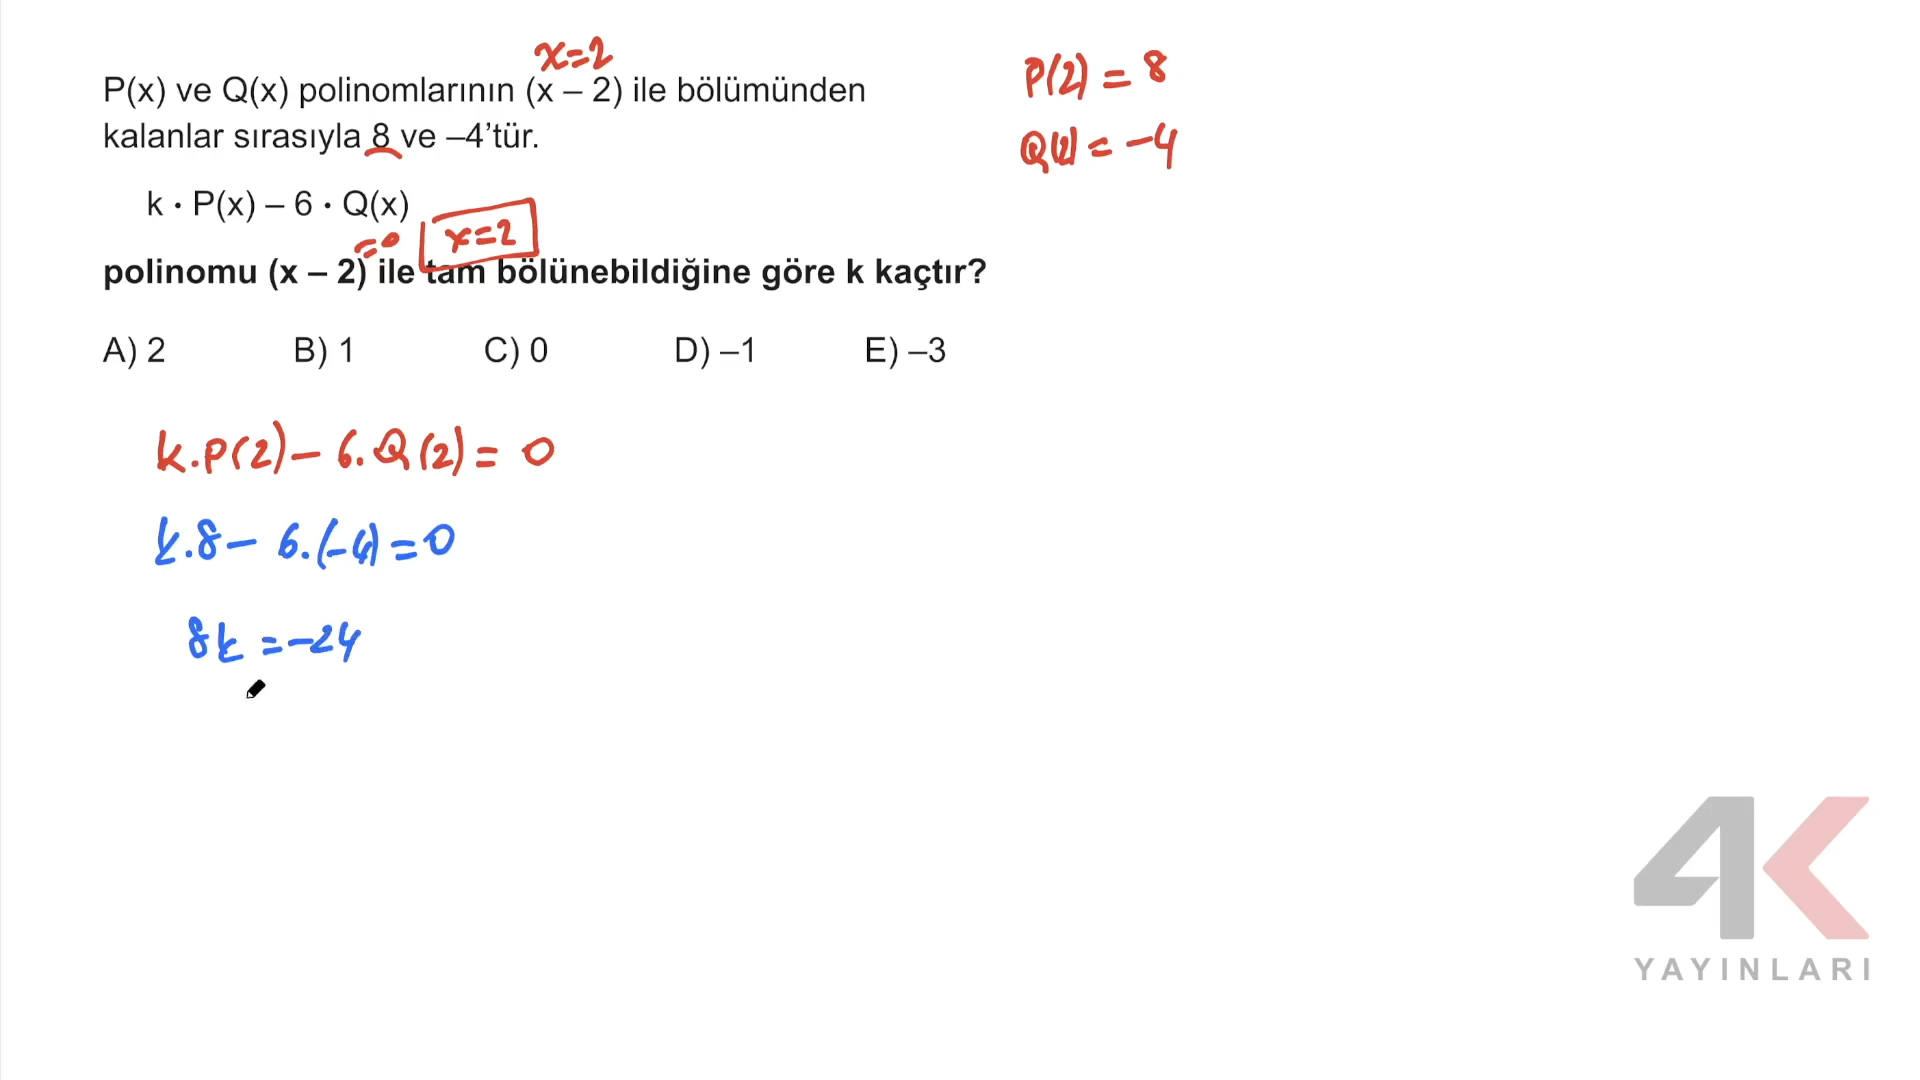 x=2
P(x) ve Q(x) polinomlarının (x – 2) ile bölümünden
kalanlar sırasıyla 8 ve –4’tür.
P(2) = 8
Q(2) = -4
k · P(x) – 6 · Q(x)
=0
x=2
polinomu (x – 2) ile tam bölünebildiğine göre k kaçtır?
A) 2 B) 1 C) 0 D) –1 E) –3
k.P(2) - 6.Q(2) = 0
k.8 - 6.(-4) = 0
8k = -24
4K
YAYINLARI